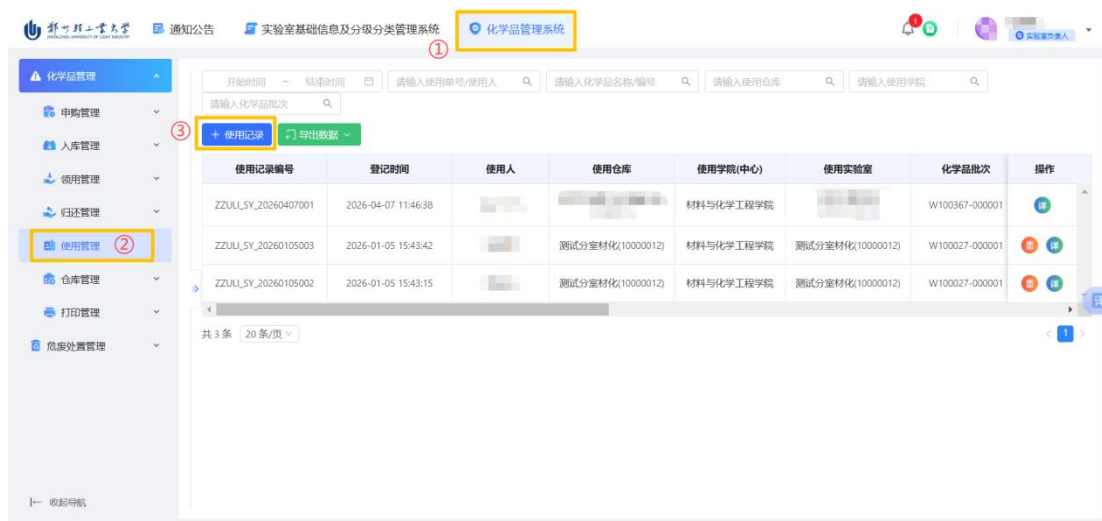 郑州轻工业大学
ZHENGZHOU UNIVERSITY OF LIGHT INDUSTRY
通知公告
实验室基础信息及分级分类管理系统
化学品管理系统
①
1
实验室负责人
化学品管理
申购管理
入库管理
领用管理
归还管理
使用管理
②
仓库管理
打印管理
危废处置管理
收起导航
开始时间 ~ 结束时间
请输入使用单号/使用人
请输入化学品名称/编号
请输入使用仓库
请输入使用学院
请输入化学品批次
③
+ 使用记录
导出数据
使用记录编号 登记时间 使用人 使用仓库 使用学院(中心) 使用实验室 化学品批次 操作
ZZULI_SY_20260407001 2026-04-07 11:46:38 材料与化学工程学院 W100367-000001 详
ZZULI_SY_20260105003 2026-01-05 15:43:42 测试分室材化(10000012) 材料与化学工程学院 测试分室材化(10000012) W100027-000001 详
ZZULI_SY_20260105002 2026-01-05 15:43:15 测试分室材化(10000012) 材料与化学工程学院 测试分室材化(10000012) W100027-000001 详
共 3 条 20 条/页
< 1 >